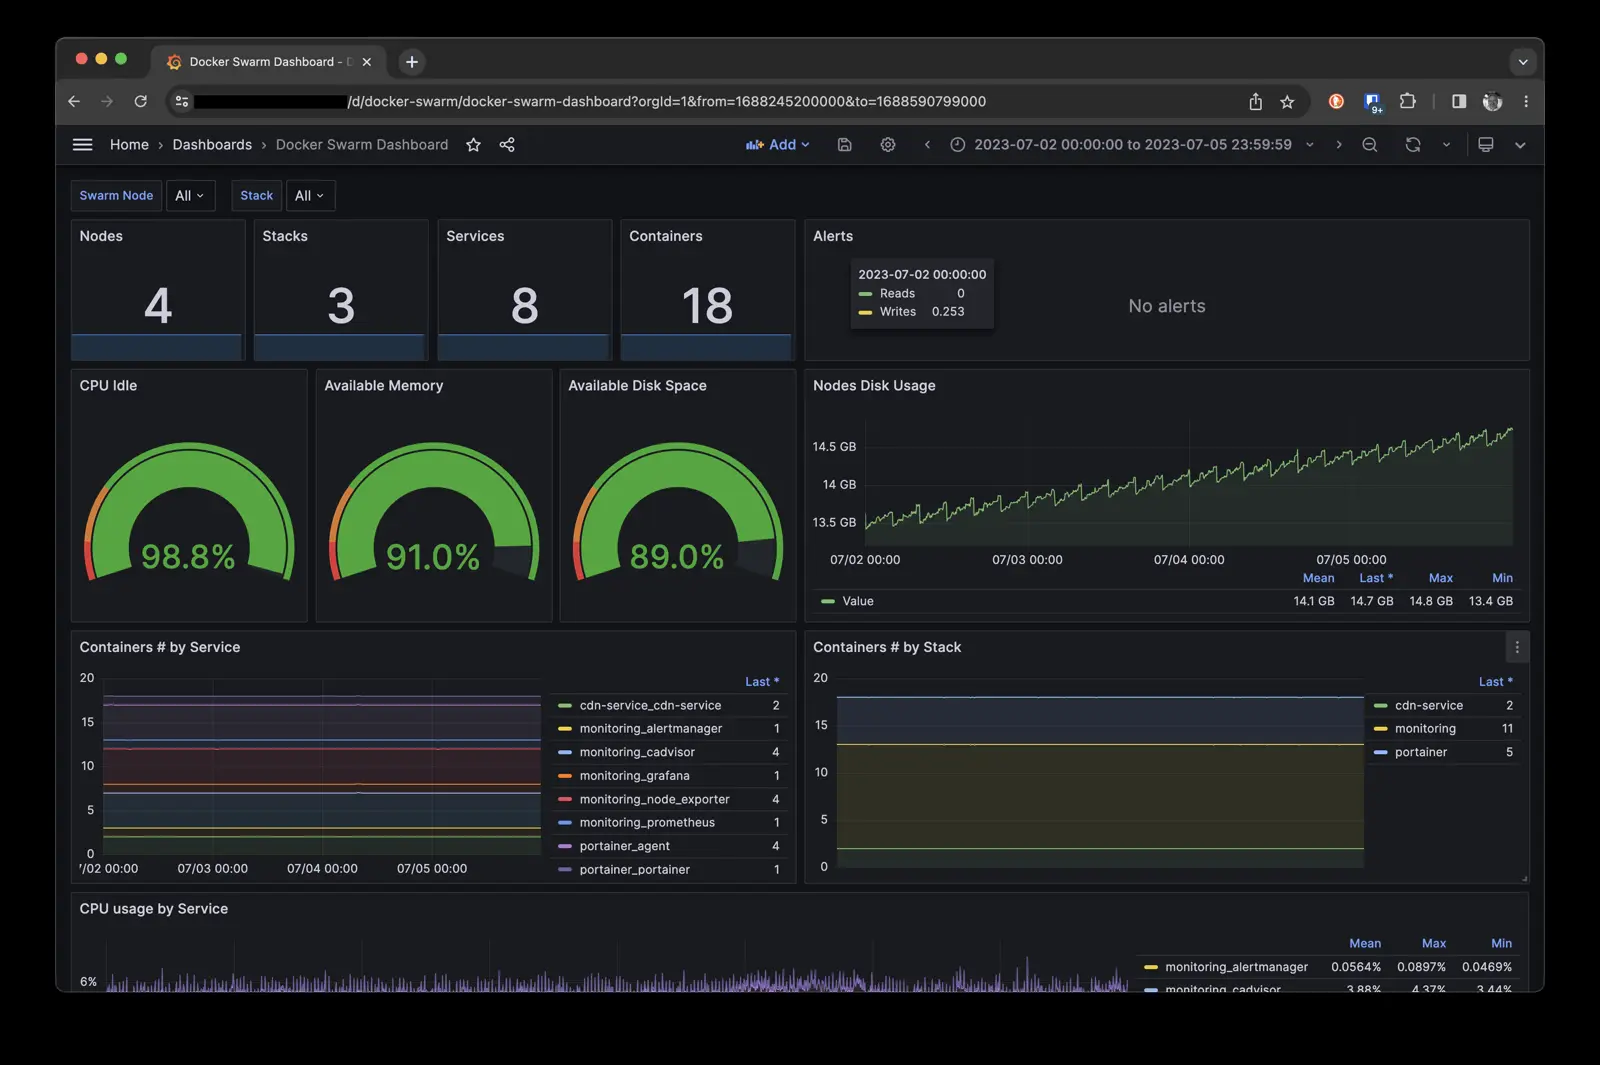 Docker Swarm Dashboard - D
/d/docker-swarm/docker-swarm-dashboard?orgId=1&from=1688245200000&to=1688590799000
9+
Home › Dashboards › Docker Swarm Dashboard
Add
2023-07-02 00:00:00 to 2023-07-05 23:59:59
Swarm Node All Stack All
Nodes
4
Stacks
3
Services
8
Containers
18
Alerts
2023-07-02 00:00:00
Reads 0
Writes 0.253
No alerts
CPU Idle
98.8%
Available Memory
91.0%
Available Disk Space
89.0%
Nodes Disk Usage
14.5 GB
14 GB
13.5 GB
07/02 00:00 07/03 00:00 07/04 00:00 07/05 00:00
Mean Last * Max Min
Value 14.1 GB 14.7 GB 14.8 GB 13.4 GB
Containers # by Service
20
15
10
5
0
/02 00:00 07/03 00:00 07/04 00:00 07/05 00:00
Last *
cdn-service_cdn-service 2
monitoring_alertmanager 1
monitoring_cadvisor 4
monitoring_grafana 1
monitoring_node_exporter 4
monitoring_prometheus 1
portainer_agent 4
portainer_portainer 1
Containers # by Stack
20
15
10
5
0
Last *
cdn-service 2
monitoring 11
portainer 5
CPU usage by Service
6%
Mean Max Min
monitoring_alertmanager 0.0564% 0.0897% 0.0469%
monitoring_cadvisor 3.88% 4.37% 3.44%